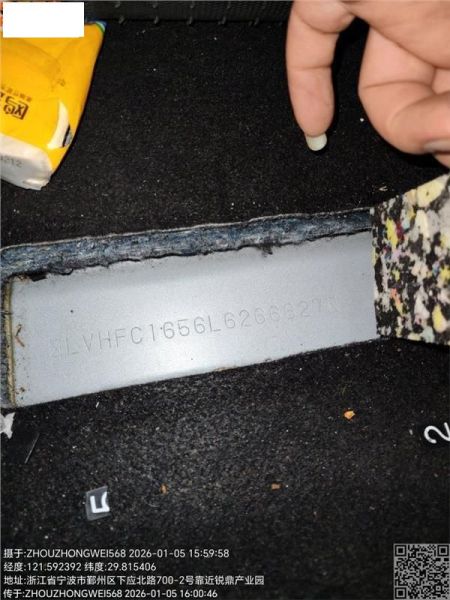 LVHFC1656L6266627
2
摄于:ZHOUZHONGWEI568 2026-01-05 15:59:58
经度:121.592392 纬度:29.815406
地址:浙江省宁波市鄞州区下应北路700-2号靠近锐鼎产业园
传于:ZHOUZHONGWEI568 2026-01-05 16:00:46